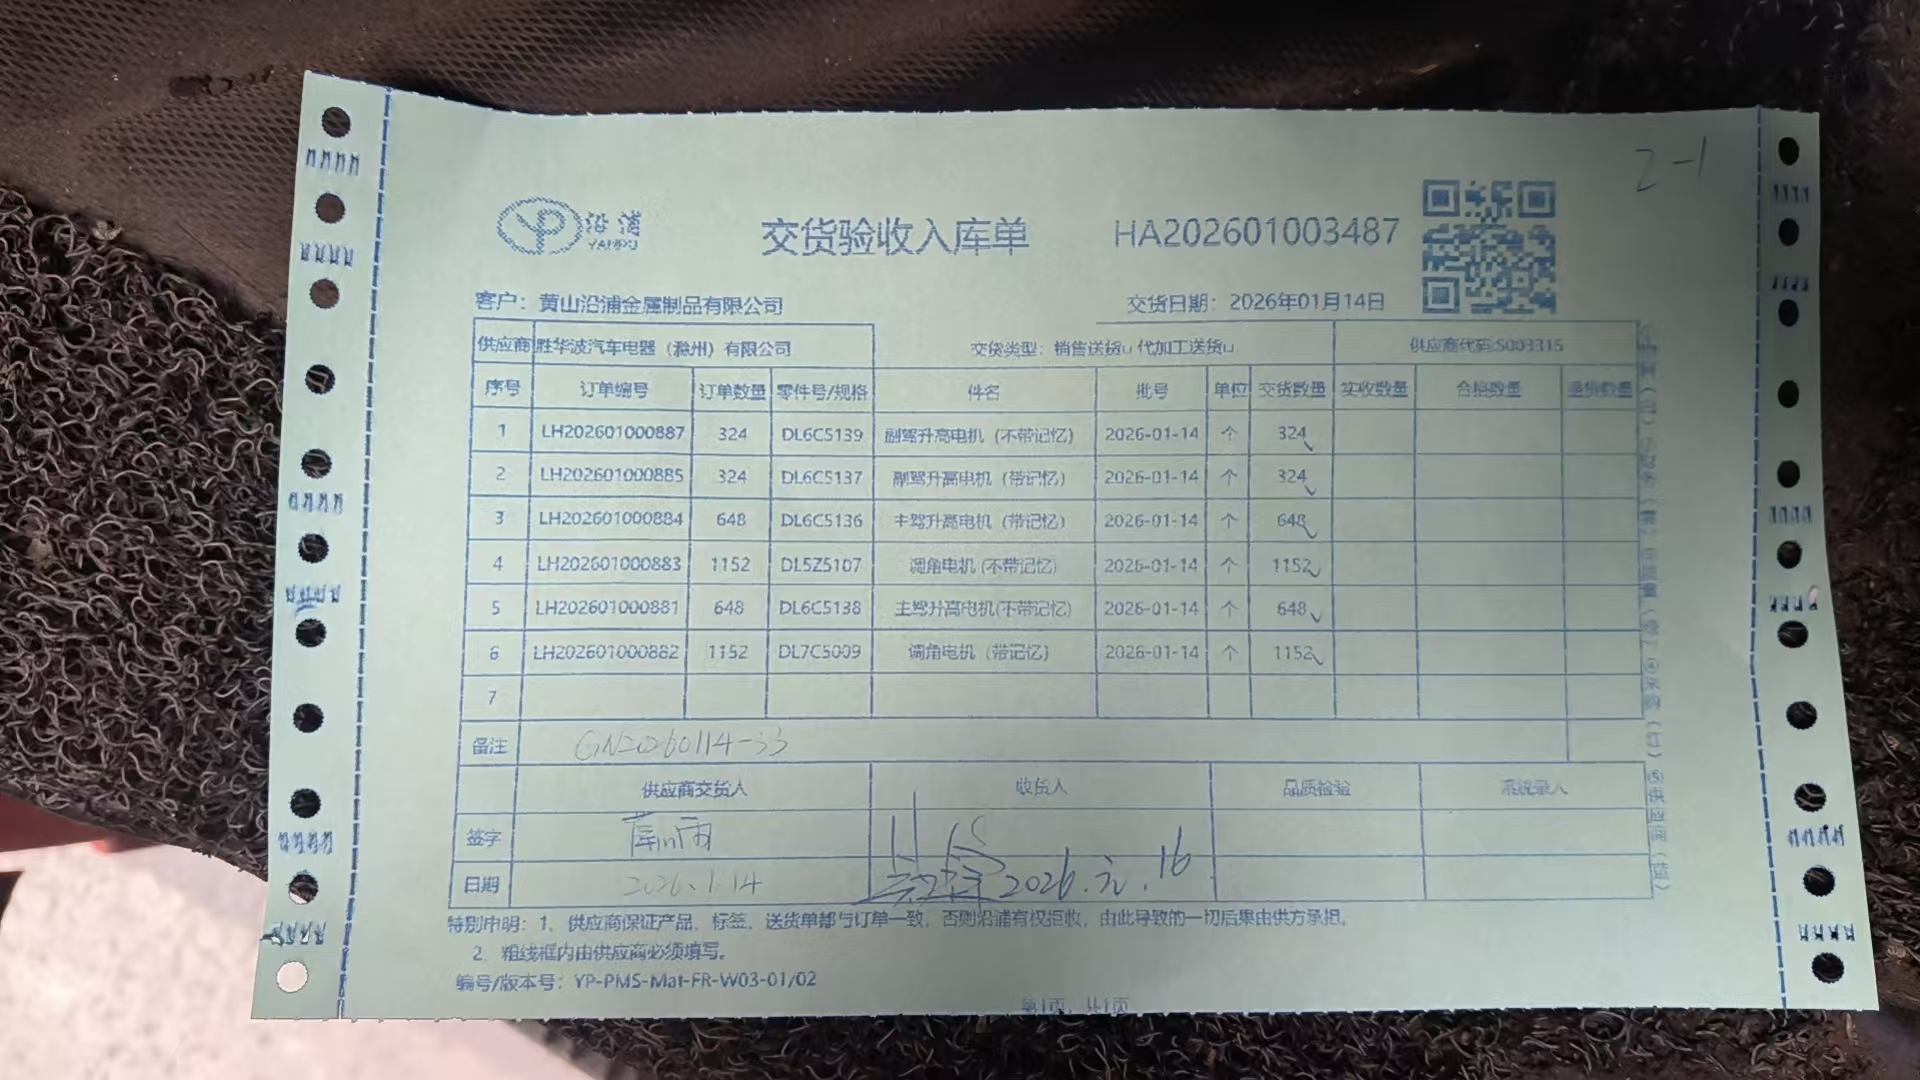 2-1
沿浦
YANPU
交货验收入库单 HA202601003487
客户：黄山沿浦金属制品有限公司 交货日期：2026年01月14日
供应商 胜华波汽车电器（滁州）有限公司 交货类型：销售送货 代加工送货 供应商代码:S003315
序号 订单编号 订单数量 零件号/规格 件名 批号 单位 交货数量 实收数量 合格数量 退货数量
1 LH202601000887 324 DL6C5139 副驾升高电机（不带记忆） 2026-01-14 个 324
2 LH202601000885 324 DL6C5137 副驾升高电机（带记忆） 2026-01-14 个 324
3 LH202601000884 648 DL6C5136 主驾升高电机（带记忆） 2026-01-14 个 648
4 LH202601000883 1152 DL5Z5107 调角电机（不带记忆） 2026-01-14 个 1152
5 LH202601000881 648 DL6C5138 主驾升高电机(不带记忆) 2026-01-14 个 648
6 LH202601000882 1152 DL7C5009 调角电机（带记忆） 2026-01-14 个 1152
7
备注 GN20260114-33
供应商交货人 收货人 品质检验 系统录入
签字
日期 2026.1.14 2026.元.16
特别申明：1、供应商保证产品、标签、送货单都与订单一致，否则沿浦有权拒收，由此导致的一切后果由供方承担。
2、粗线框内由供应商必须填写。
编号/版本号：YP-PMS-Mat-FR-W03-01/02
第1页，共1页